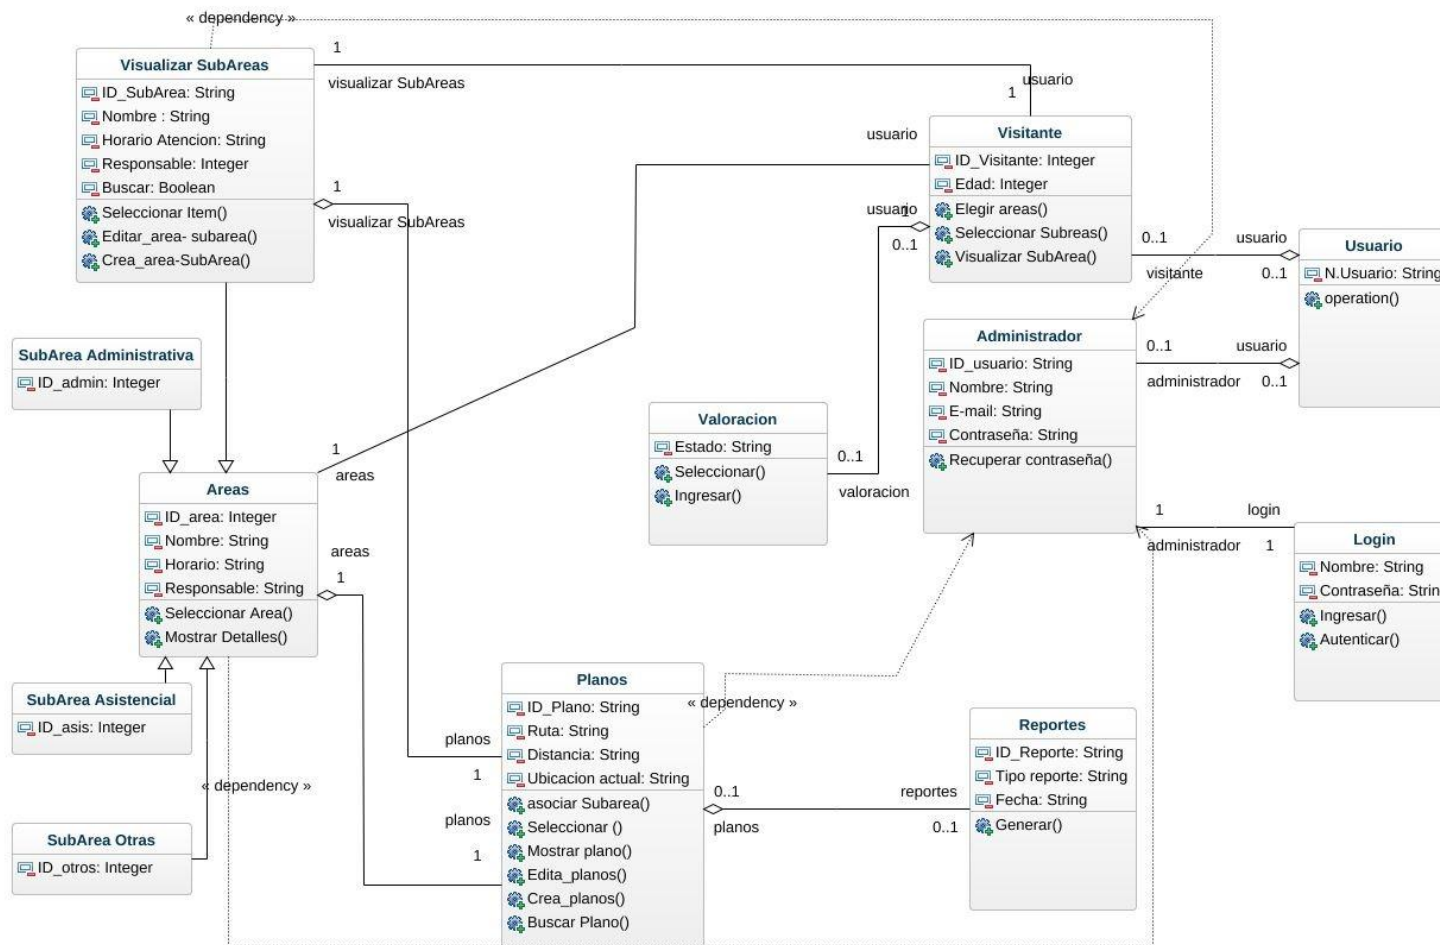 « dependency »
Visualizar SubAreas
ID_SubArea: String
Nombre : String
Horario Atencion: String
Responsable: Integer
Buscar: Boolean
Seleccionar Item()
Editar_area- subarea()
Crea_area-SubArea()
1
visualizar SubAreas
1
visualizar SubAreas
usuario
1
usuario
Visitante
ID_Visitante: Integer
Edad: Integer
Elegir areas()
Seleccionar Subreas()
Visualizar SubArea()
usuario
1
0..1
0..1
usuario
visitante
0..1
Usuario
N.Usuario: String
operation()
SubArea Administrativa
ID_admin: Integer
Administrador
ID_usuario: String
Nombre: String
E-mail: String
Contraseña: String
Recuperar contraseña()
0..1
usuario
administrador
0..1
Valoracion
Estado: String
Seleccionar()
Ingresar()
0..1
valoracion
1
areas
Areas
ID_area: Integer
Nombre: String
Horario: String
Responsable: String
Seleccionar Area()
Mostrar Detalles()
areas
1
1
login
administrador
1
Login
Nombre: String
Contraseña: Strin
Ingresar()
Autenticar()
SubArea Asistencial
ID_asis: Integer
« dependency »
SubArea Otras
ID_otros: Integer
planos
1
planos
1
Planos
ID_Plano: String
Ruta: String
Distancia: String
Ubicacion actual: String
asociar Subarea()
Seleccionar ()
Mostrar plano()
Edita_planos()
Crea_planos()
Buscar Plano()
« dependency »
0..1
reportes
planos
0..1
Reportes
ID_Reporte: String
Tipo reporte: String
Fecha: String
Generar()